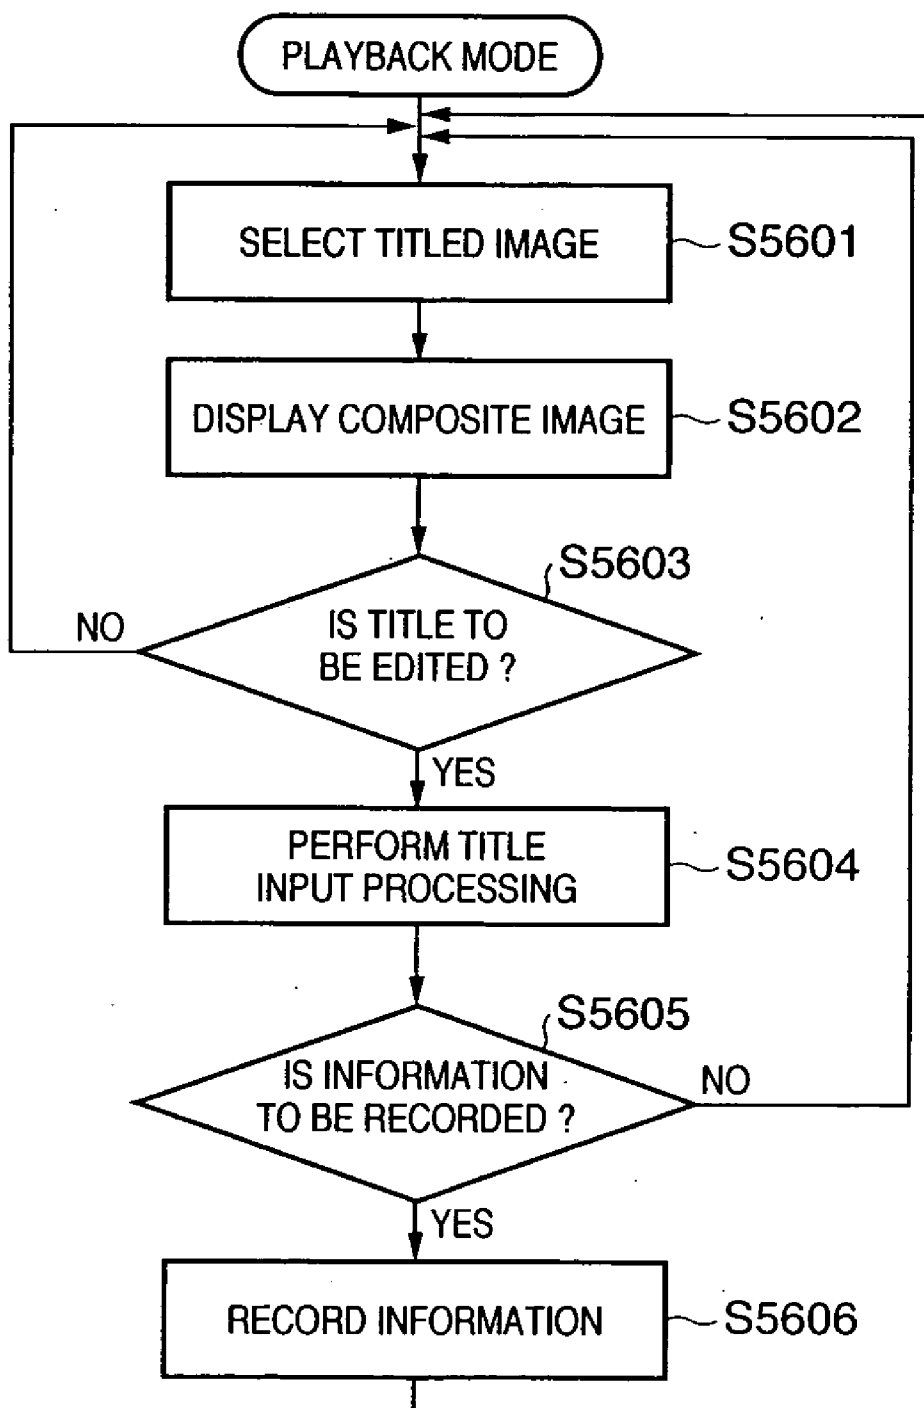 PLAYBACK MODE
SELECT TITLED IMAGE
S5601
DISPLAY COMPOSITE IMAGE
S5602
S5603
IS TITLE TO
BE EDITED ?
NO
YES
PERFORM TITLE
INPUT PROCESSING
S5604
S5605
IS INFORMATION
TO BE RECORDED ?
NO
YES
RECORD INFORMATION
S5606